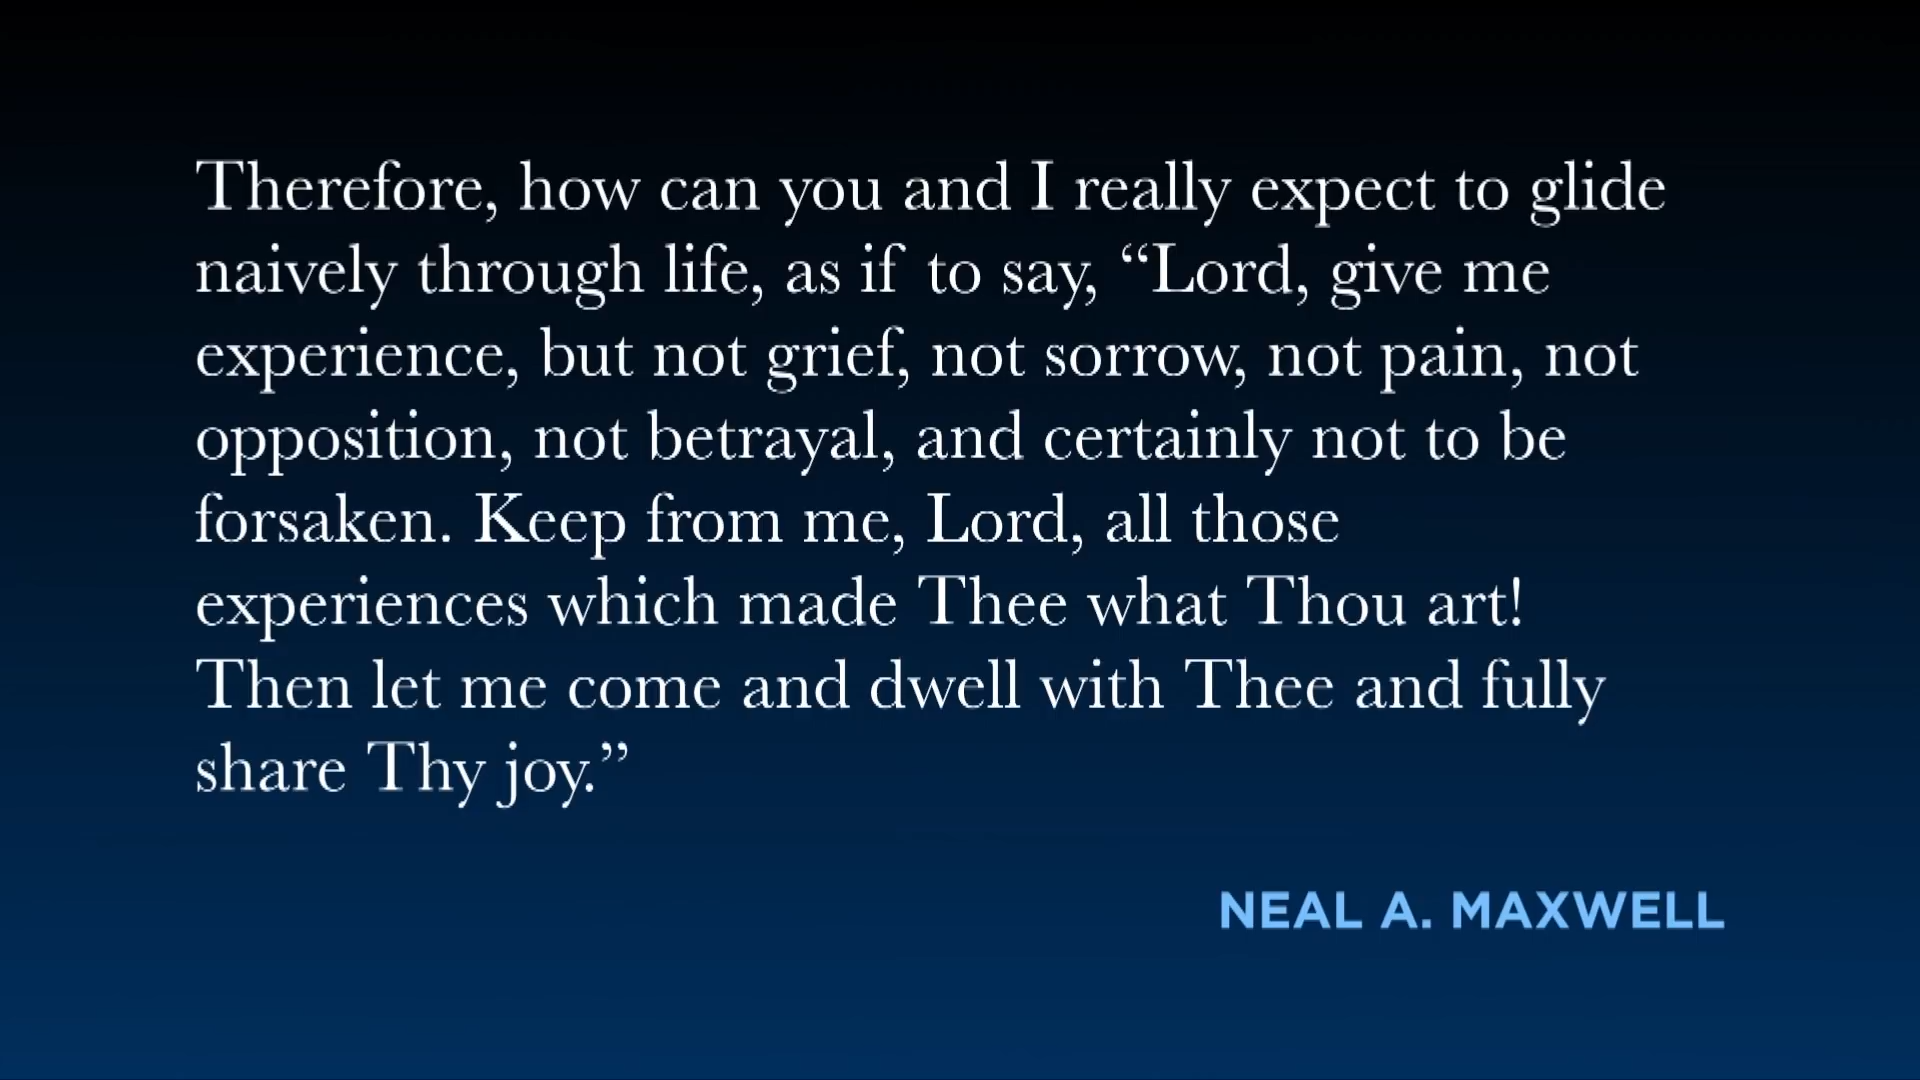 Therefore, how can you and I really expect to glide
naively through life, as if to say, “Lord, give me
experience, but not grief, not sorrow, not pain, not
opposition, not betrayal, and certainly not to be
forsaken. Keep from me, Lord, all those
experiences which made Thee what Thou art!
Then let me come and dwell with Thee and fully
share Thy joy.”
NEAL A. MAXWELL